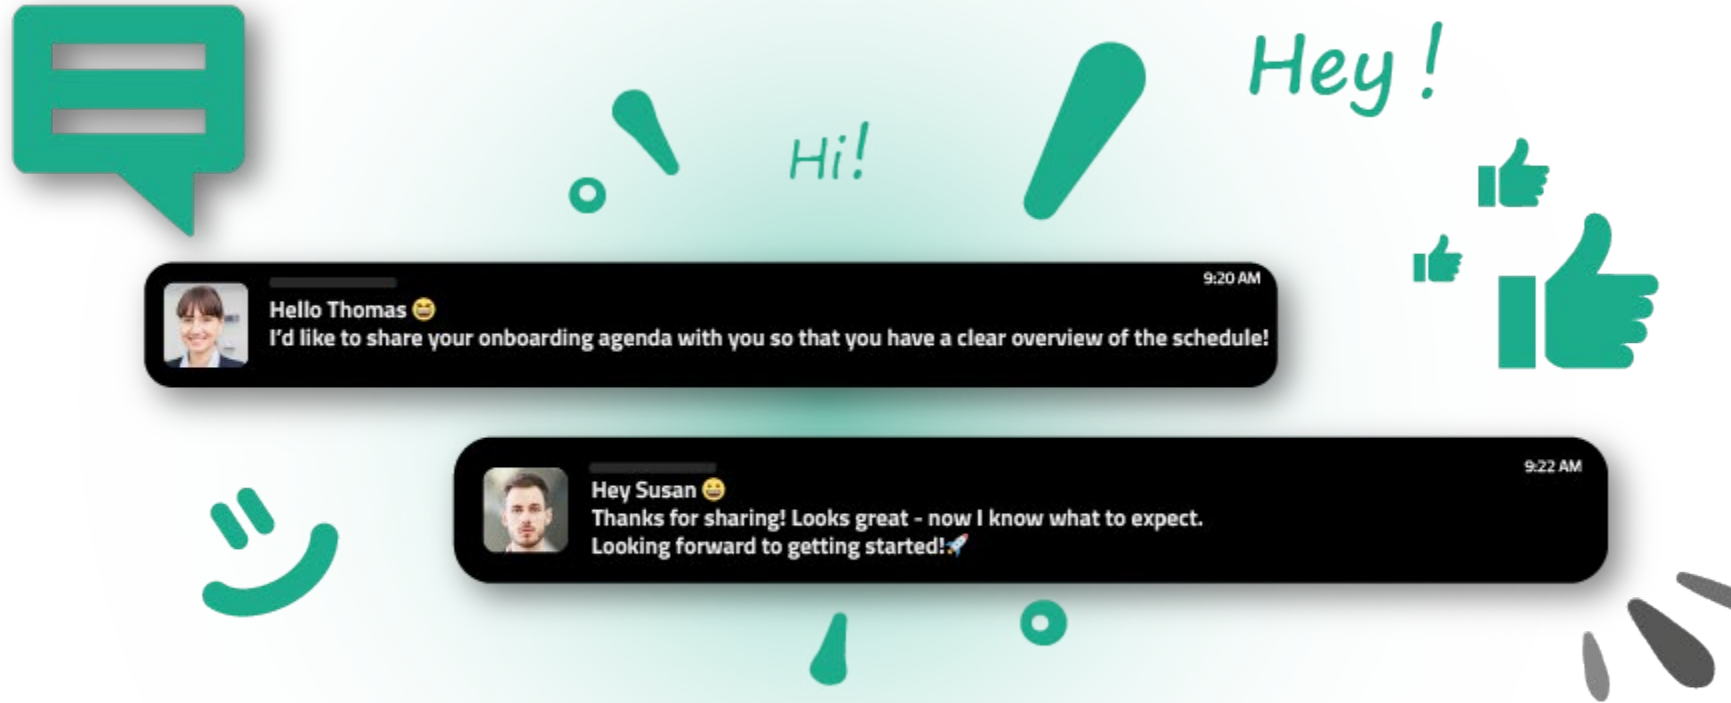 Hey!
Hi!
9:20 AM
Hello Thomas 😆
I’d like to share your onboarding agenda with you so that you have a clear overview of the schedule!
9:22 AM
Hey Susan 😀
Thanks for sharing! Looks great - now I know what to expect.
Looking forward to getting started!🚀